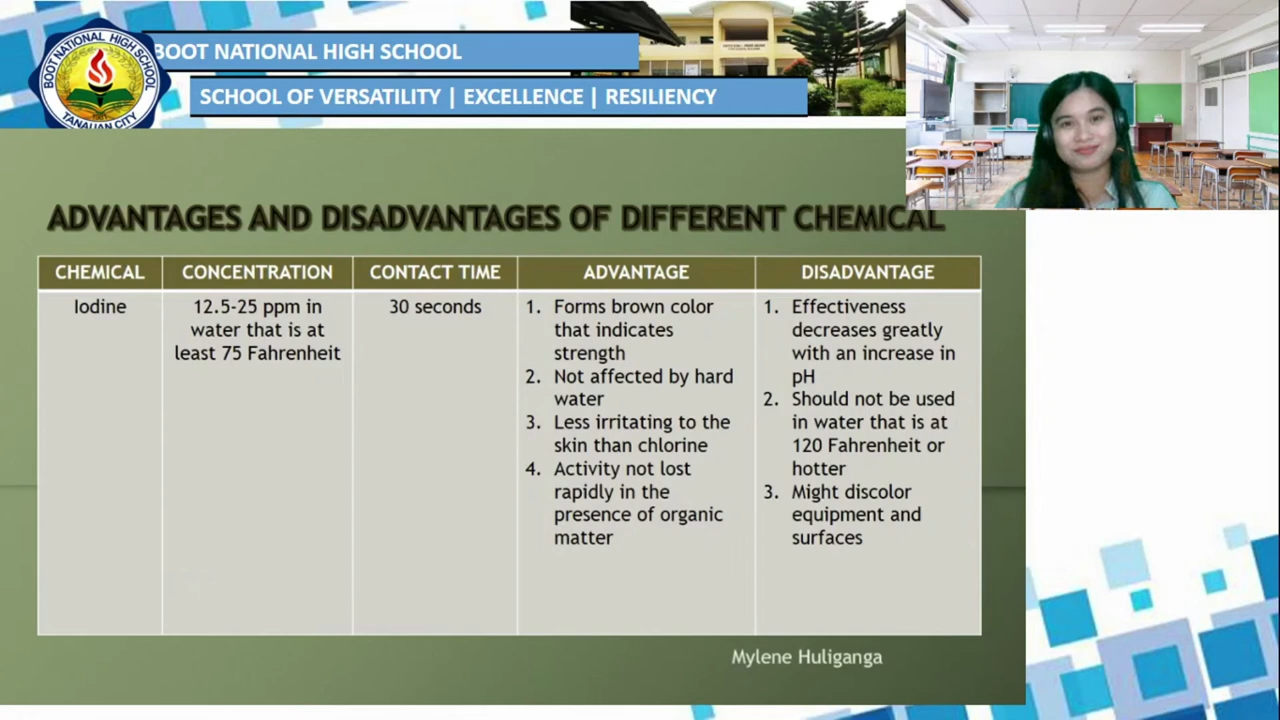 BOOT NATIONAL HIGH SCHOOL
SCHOOL OF VERSATILITY | EXCELLENCE | RESILIENCY
BOOT NATIONAL HIGH SCHOOL
TANAUAN CITY
ADVANTAGES AND DISADVANTAGES OF DIFFERENT CHEMICAL
CHEMICAL
CONCENTRATION
CONTACT TIME
ADVANTAGE
DISADVANTAGE
Iodine
12.5-25 ppm in
water that is at
least 75 Fahrenheit
30 seconds
1. Forms brown color
that indicates
strength
2. Not affected by hard
water
3. Less irritating to the
skin than chlorine
4. Activity not lost
rapidly in the
presence of organic
matter
1. Effectiveness
decreases greatly
with an increase in
pH
2. Should not be used
in water that is at
120 Fahrenheit or
hotter
3. Might discolor
equipment and
surfaces
Mylene Huliganga